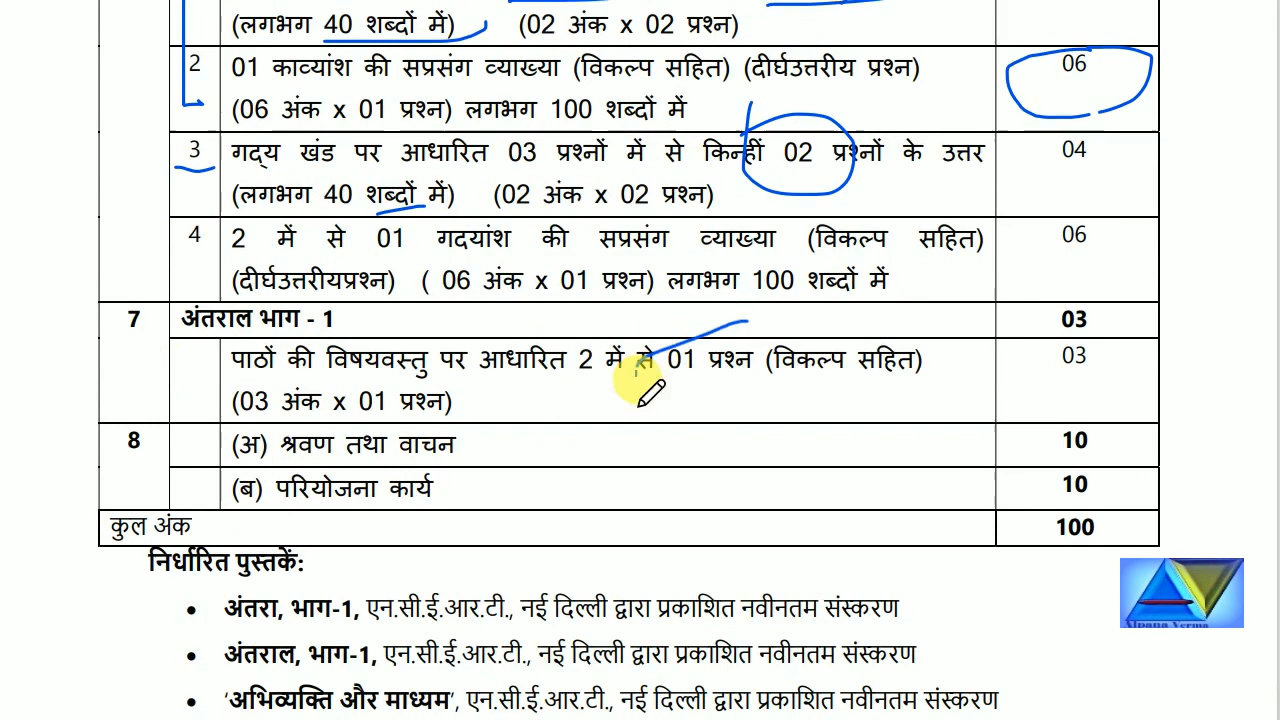 (लगभग 40 शब्दों में) (02 अंक x 02 प्रश्न)
2 01 काव्यांश की सप्रसंग व्याख्या (विकल्प सहित) (दीर्घउत्तरीय प्रश्न) 06
(06 अंक x 01 प्रश्न) लगभग 100 शब्दों में
3 गद्य खंड पर आधारित 03 प्रश्नों में से किन्हीं 02 प्रश्नों के उत्तर 04
(लगभग 40 शब्दों में) (02 अंक x 02 प्रश्न)
4 2 में से 01 गदयांश की सप्रसंग व्याख्या (विकल्प सहित) 06
(दीर्घउत्तरीयप्रश्न) ( 06 अंक x 01 प्रश्न) लगभग 100 शब्दों में
7 अंतराल भाग - 1 03
पाठों की विषयवस्तु पर आधारित 2 में से 01 प्रश्न (विकल्प सहित) 03
(03 अंक x 01 प्रश्न)
8 (अ) श्रवण तथा वाचन 10
(ब) परियोजना कार्य 10
कुल अंक 100
निर्धारित पुस्तकें:
• अंतरा, भाग-1, एन.सी.ई.आर.टी., नई दिल्ली द्वारा प्रकाशित नवीनतम संस्करण
• अंतराल, भाग-1, एन.सी.ई.आर.टी., नई दिल्ली द्वारा प्रकाशित नवीनतम संस्करण
• ‘अभिव्यक्ति और माध्यम’, एन.सी.ई.आर.टी., नई दिल्ली द्वारा प्रकाशित नवीनतम संस्करण
Alpana Verma